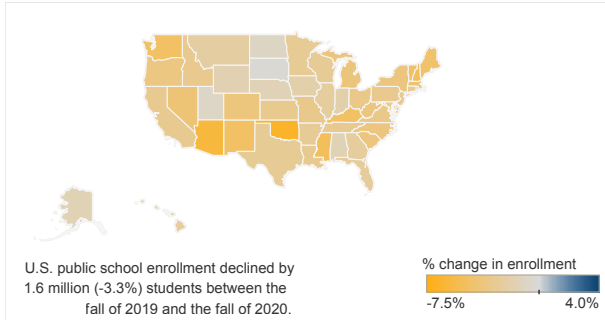 U.S. public school enrollment declined by
1.6 million (-3.3%) students between the
fall of 2019 and the fall of 2020.
% change in enrollment
-7.5%
4.0%